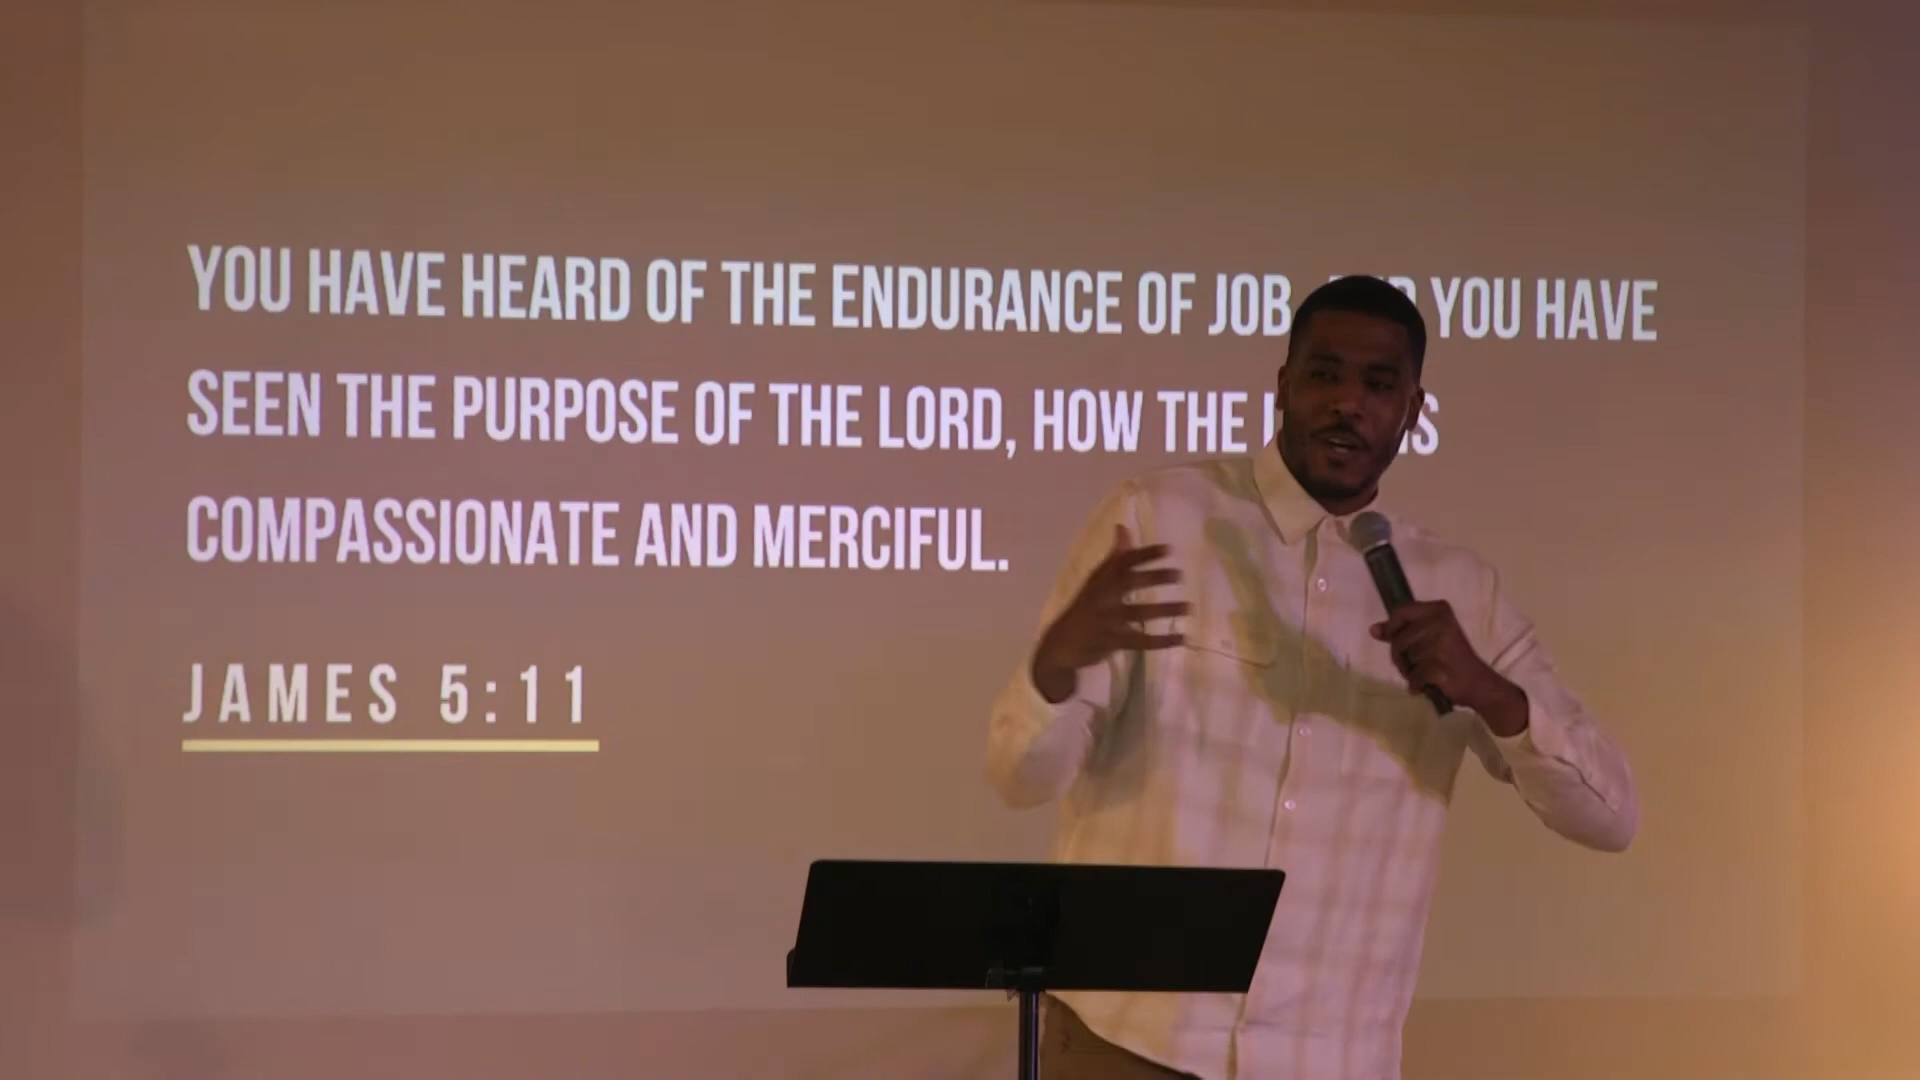 YOU HAVE HEARD OF THE ENDURANCE OF JOB YOU HAVE
SEEN THE PURPOSE OF THE LORD, HOW THE IS
COMPASSIONATE AND MERCIFUL.
JAMES 5:11